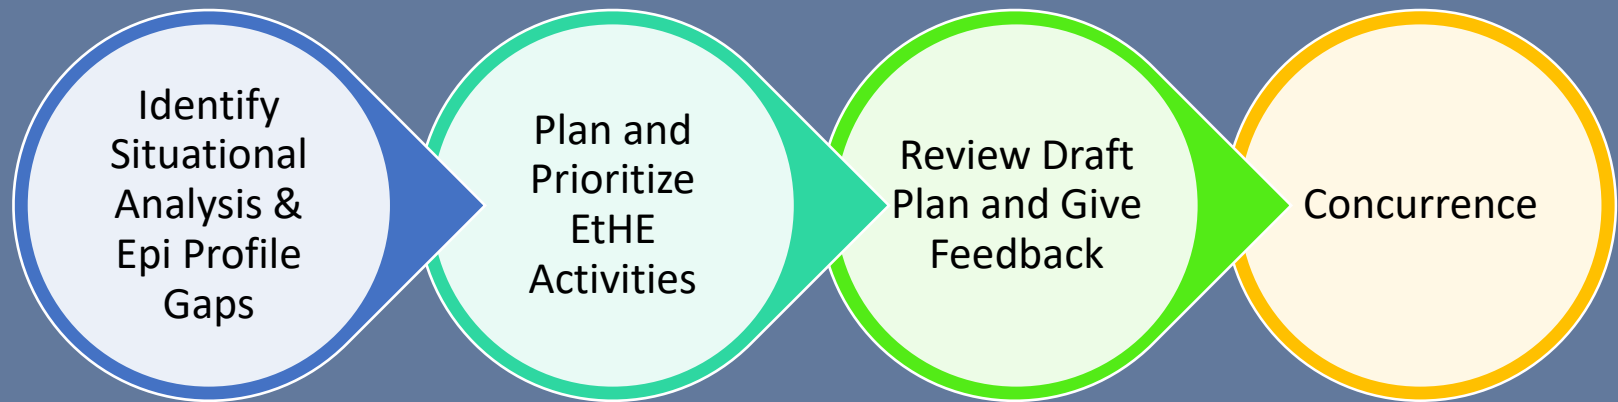 Identify
Situational
Analysis &
Epi Profile
Gaps
Plan and
Prioritize
EtHE
Activities
Review Draft
Plan and Give
Feedback
Concurrence